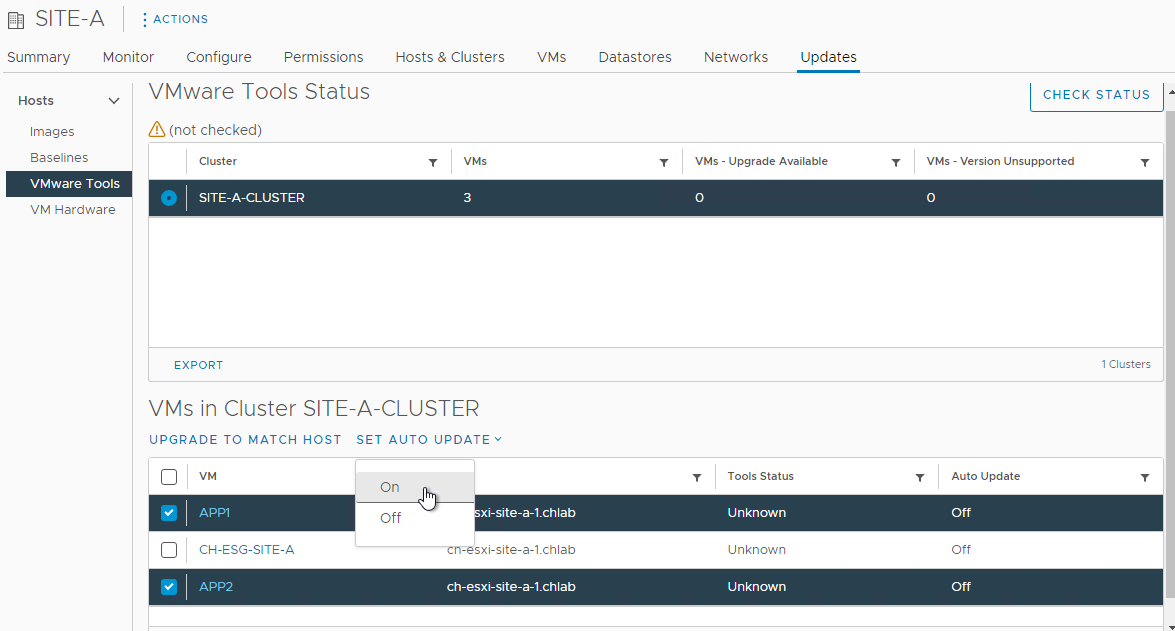 SITE-A ACTIONS
Summary Monitor Configure Permissions Hosts & Clusters VMs Datastores Networks Updates
Hosts
Images
Baselines
VMware Tools
VM Hardware
VMware Tools Status
CHECK STATUS
(not checked)
Cluster VMs VMs - Upgrade Available VMs - Version Unsupported
SITE-A-CLUSTER 3 0 0
EXPORT 1 Clusters
VMs in Cluster SITE-A-CLUSTER
UPGRADE TO MATCH HOST SET AUTO UPDATE
On
Off
VM Tools Status Auto Update
APP1 esxi-site-a-1.chlab Unknown Off
CH-ESG-SITE-A ch-esxi-site-a-1.chlab Unknown Off
APP2 ch-esxi-site-a-1.chlab Unknown Off